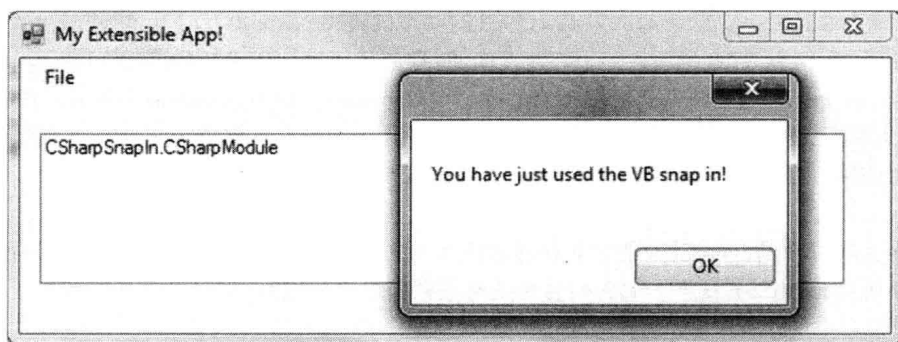 My Extensible App!
File
CSharpSnapIn.CSharpModule
You have just used the VB snap in!
OK